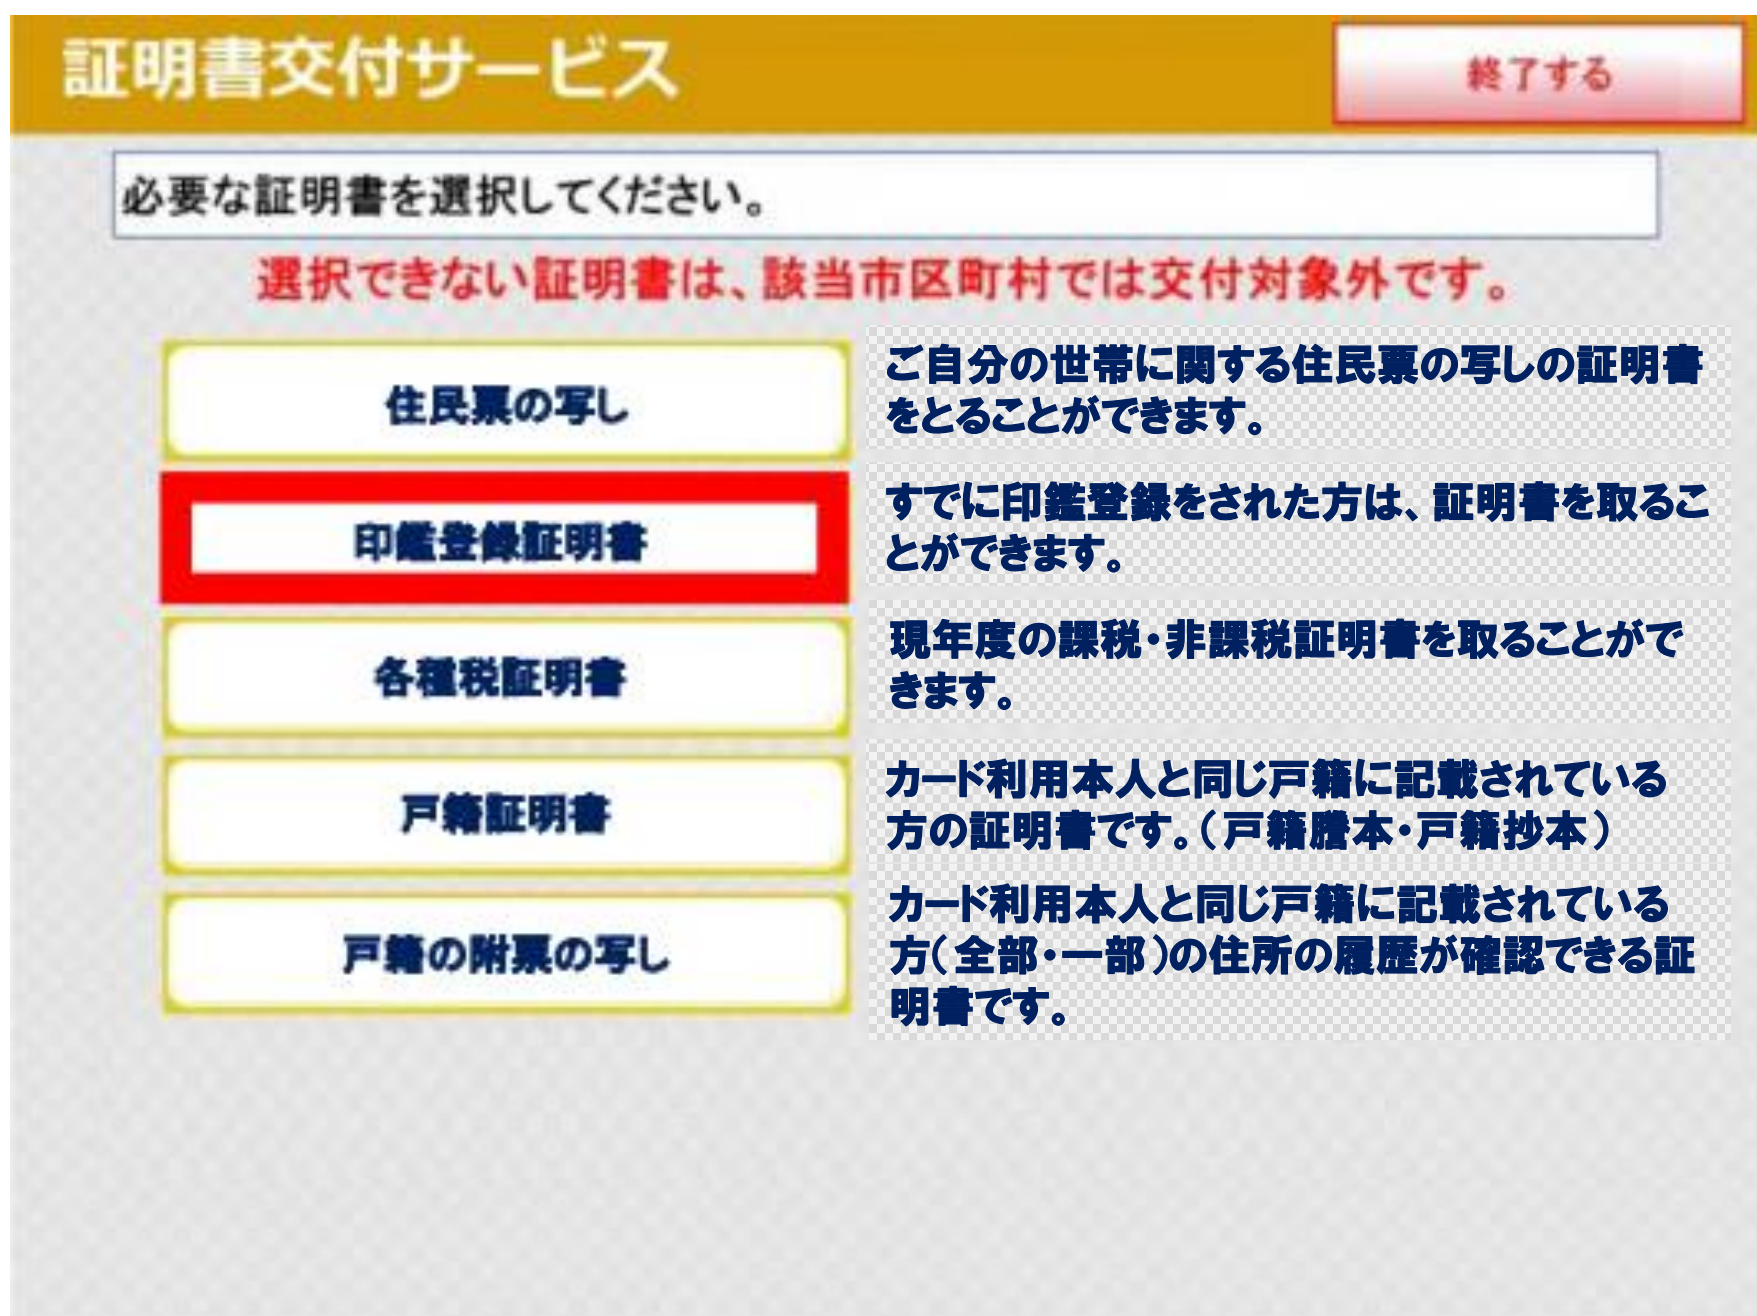 証明書交付サービス
終了する
必要な証明書を選択してください。
選択できない証明書は、該当市区町村では交付対象外です。
住民票の写し
ご自分の世帯に関する住民票の写しの証明書
をとることができます。
印鑑登録証明書
すでに印鑑登録をされた方は、証明書を取るこ
とができます。
各種税証明書
現年度の課税・非課税証明書を取ることがで
きます。
戸籍証明書
カード利用本人と同じ戸籍に記載されている
方の証明書です。（戸籍謄本・戸籍抄本）
戸籍の附票の写し
カード利用本人と同じ戸籍に記載されている
方（全部・一部）の住所の履歴が確認できる証
明書です。